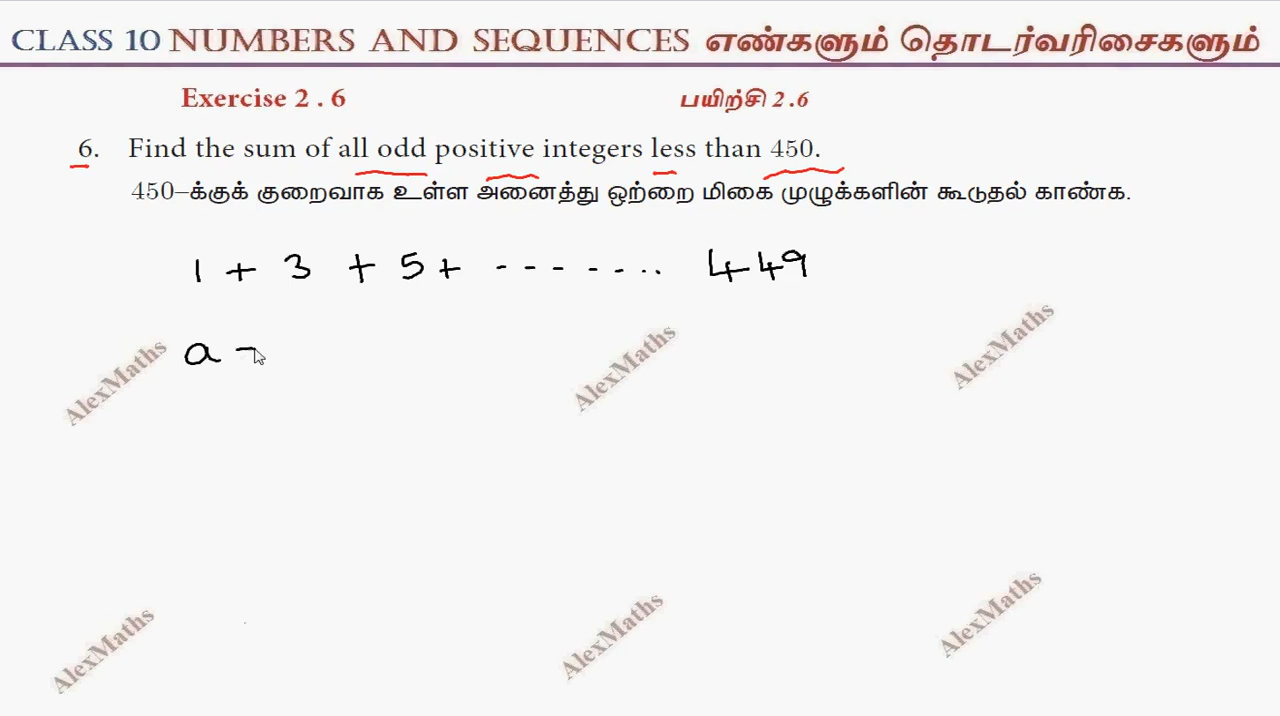 CLASS 10 NUMBERS AND SEQUENCES எண்களும் தொடர்வரிசைகளும்
Exercise 2 . 6 பயிற்சி 2 . 6
6. Find the sum of all odd positive integers less than 450.
450–க்குக் குறைவாக உள்ள அனைத்து ஒற்றை மிகை முழுக்களின் கூடுதல் காண்க.
1 + 3 + 5 + ------... 449
a -
AlexMaths AlexMaths AlexMaths
AlexMaths AlexMaths AlexMaths